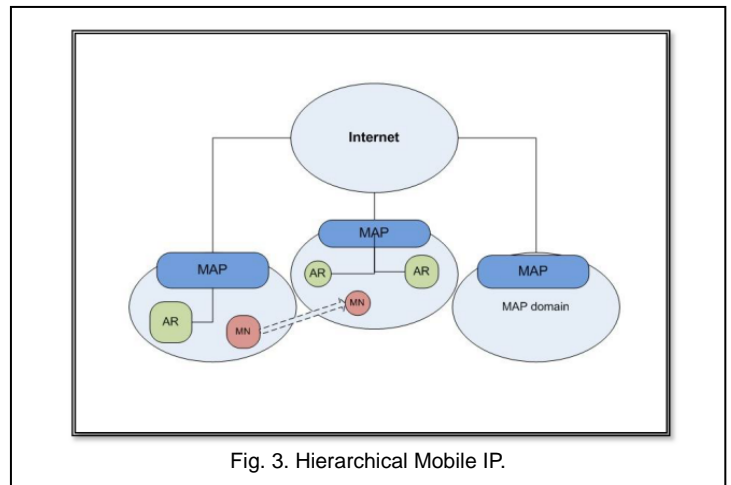 Internet
MAP
AR
AR
MN
MAP
AR
MN
MAP
MAP domain
Fig. 3. Hierarchical Mobile IP.